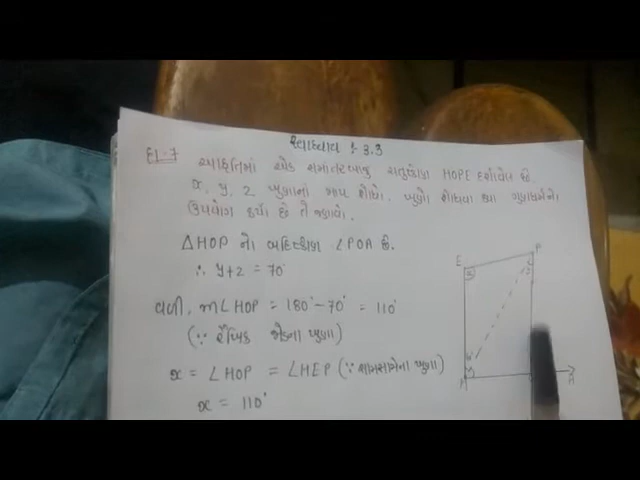 સ્વાધ્યાય : 3.3
દા.7 આકૃતિમાં એક સમાંતરબાજુ ચતુષ્કોણ HOPE દર્શાવેલ છે.
x, y, z ખૂણાનાં માપ શોધો. ખૂણો શોધવા ક્યા ગુણધર્મનો
ઉપયોગ કર્યો છે તે જણાવો.
△HOP નો બહિષ્કોણ ∠POA છે.
∴ y+z = 70°
વળી, m∠HOP = 180°-70° = 110°
(∵ રૈખિક જોડના ખૂણા)
x = ∠HOP = ∠HEP (∵ સામસામેના ખૂણા)
x = 110°
E
P
x
z
y
H
A